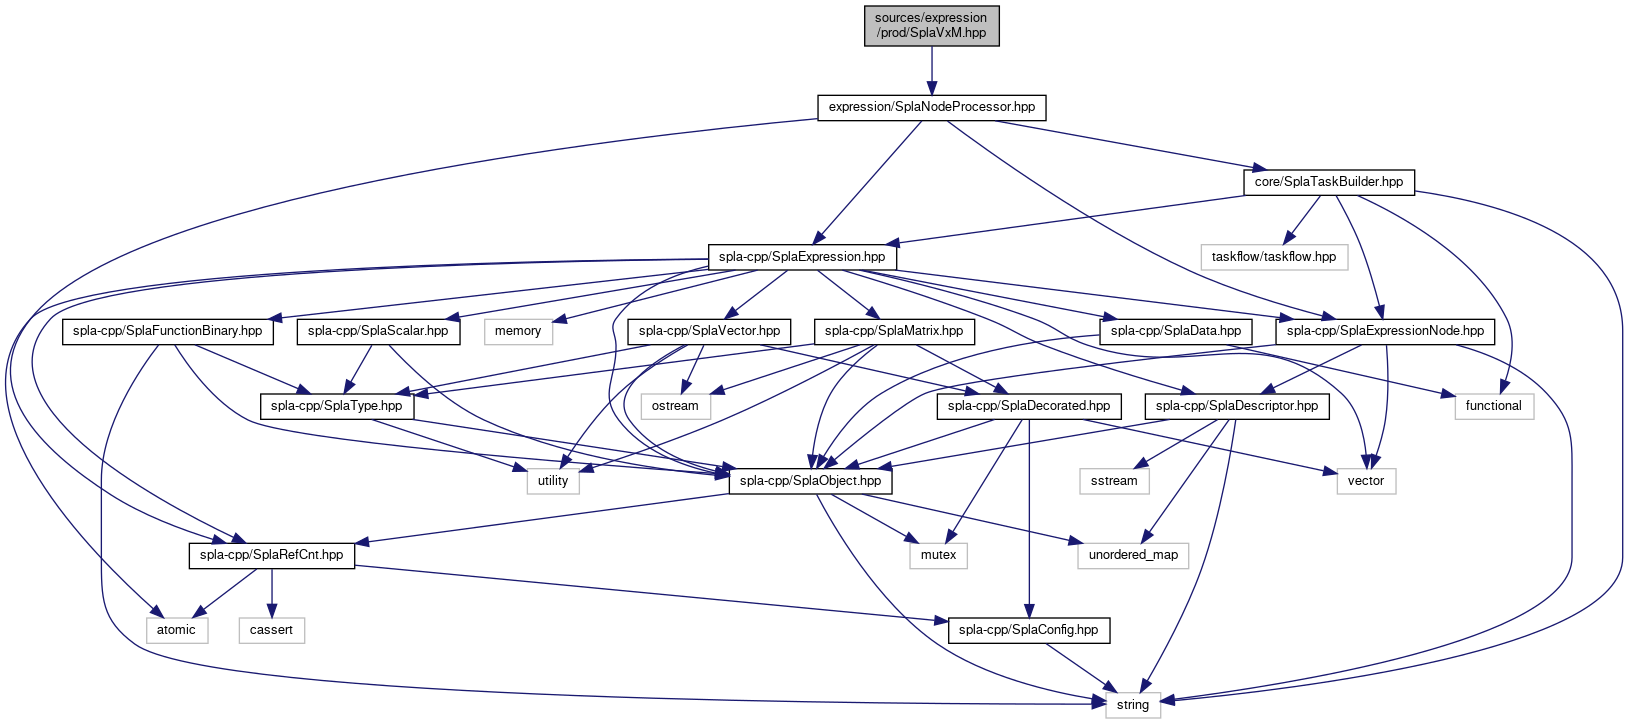 sources/expression
/prod/SplaVxM.hpp
expression/SplaNodeProcessor.hpp
core/SplaTaskBuilder.hpp
spla-cpp/SplaExpression.hpp
taskflow/taskflow.hpp
spla-cpp/SplaFunctionBinary.hpp
spla-cpp/SplaScalar.hpp
memory
spla-cpp/SplaVector.hpp
spla-cpp/SplaMatrix.hpp
spla-cpp/SplaData.hpp
spla-cpp/SplaExpressionNode.hpp
spla-cpp/SplaType.hpp
ostream
spla-cpp/SplaDecorated.hpp
spla-cpp/SplaDescriptor.hpp
functional
utility
spla-cpp/SplaObject.hpp
sstream
vector
spla-cpp/SplaRefCnt.hpp
mutex
unordered_map
atomic
cassert
spla-cpp/SplaConfig.hpp
string